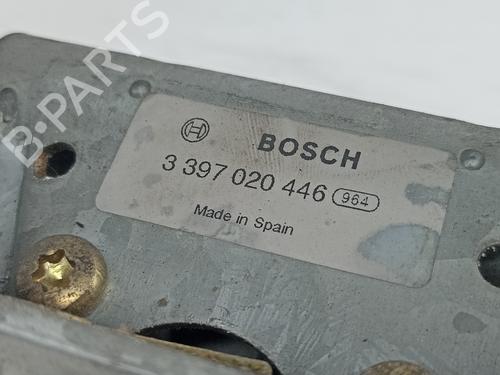 B-PARTS
BOSCH
3 397 020 446 964
Made in Spain